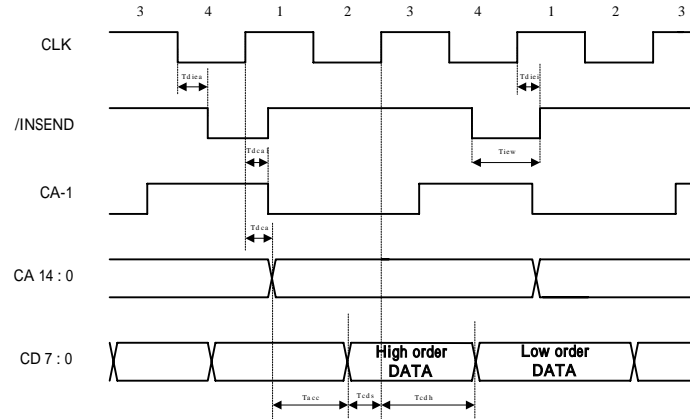 3 4 1 2 3 4 1 2 3
CLK
Tdiea Tdiei
/INSEND
Tdca1 Tiew
CA-1
Tdca
CA 14 : 0
CD 7 : 0 High order DATA Low order DATA
Tacc Tcds Tcdh